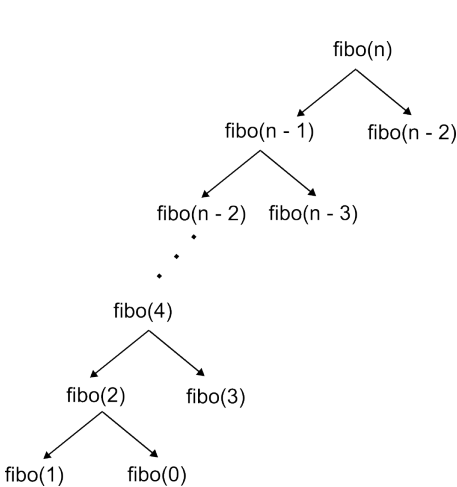 fibo(n)
fibo(n - 1) fibo(n - 2)
fibo(n - 2) fibo(n - 3)
fibo(4)
fibo(2) fibo(3)
fibo(1) fibo(0)